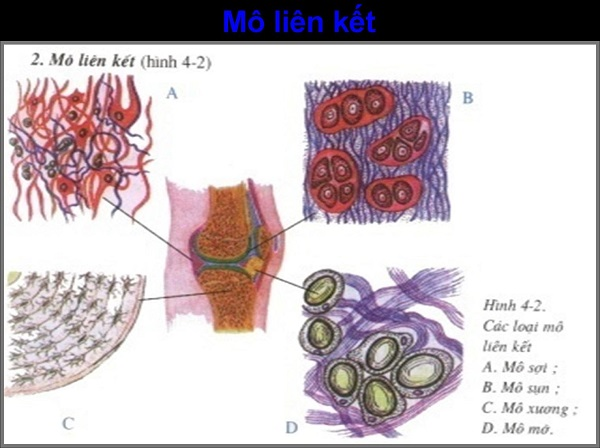 Mô liên kết
2. Mô liên kết (hình 4-2)
A
B
C
D
Hình 4-2.
Các loại mô
liên kết
A. Mô sợi ;
B. Mô sụn ;
C. Mô xương ;
D. Mô mỡ.